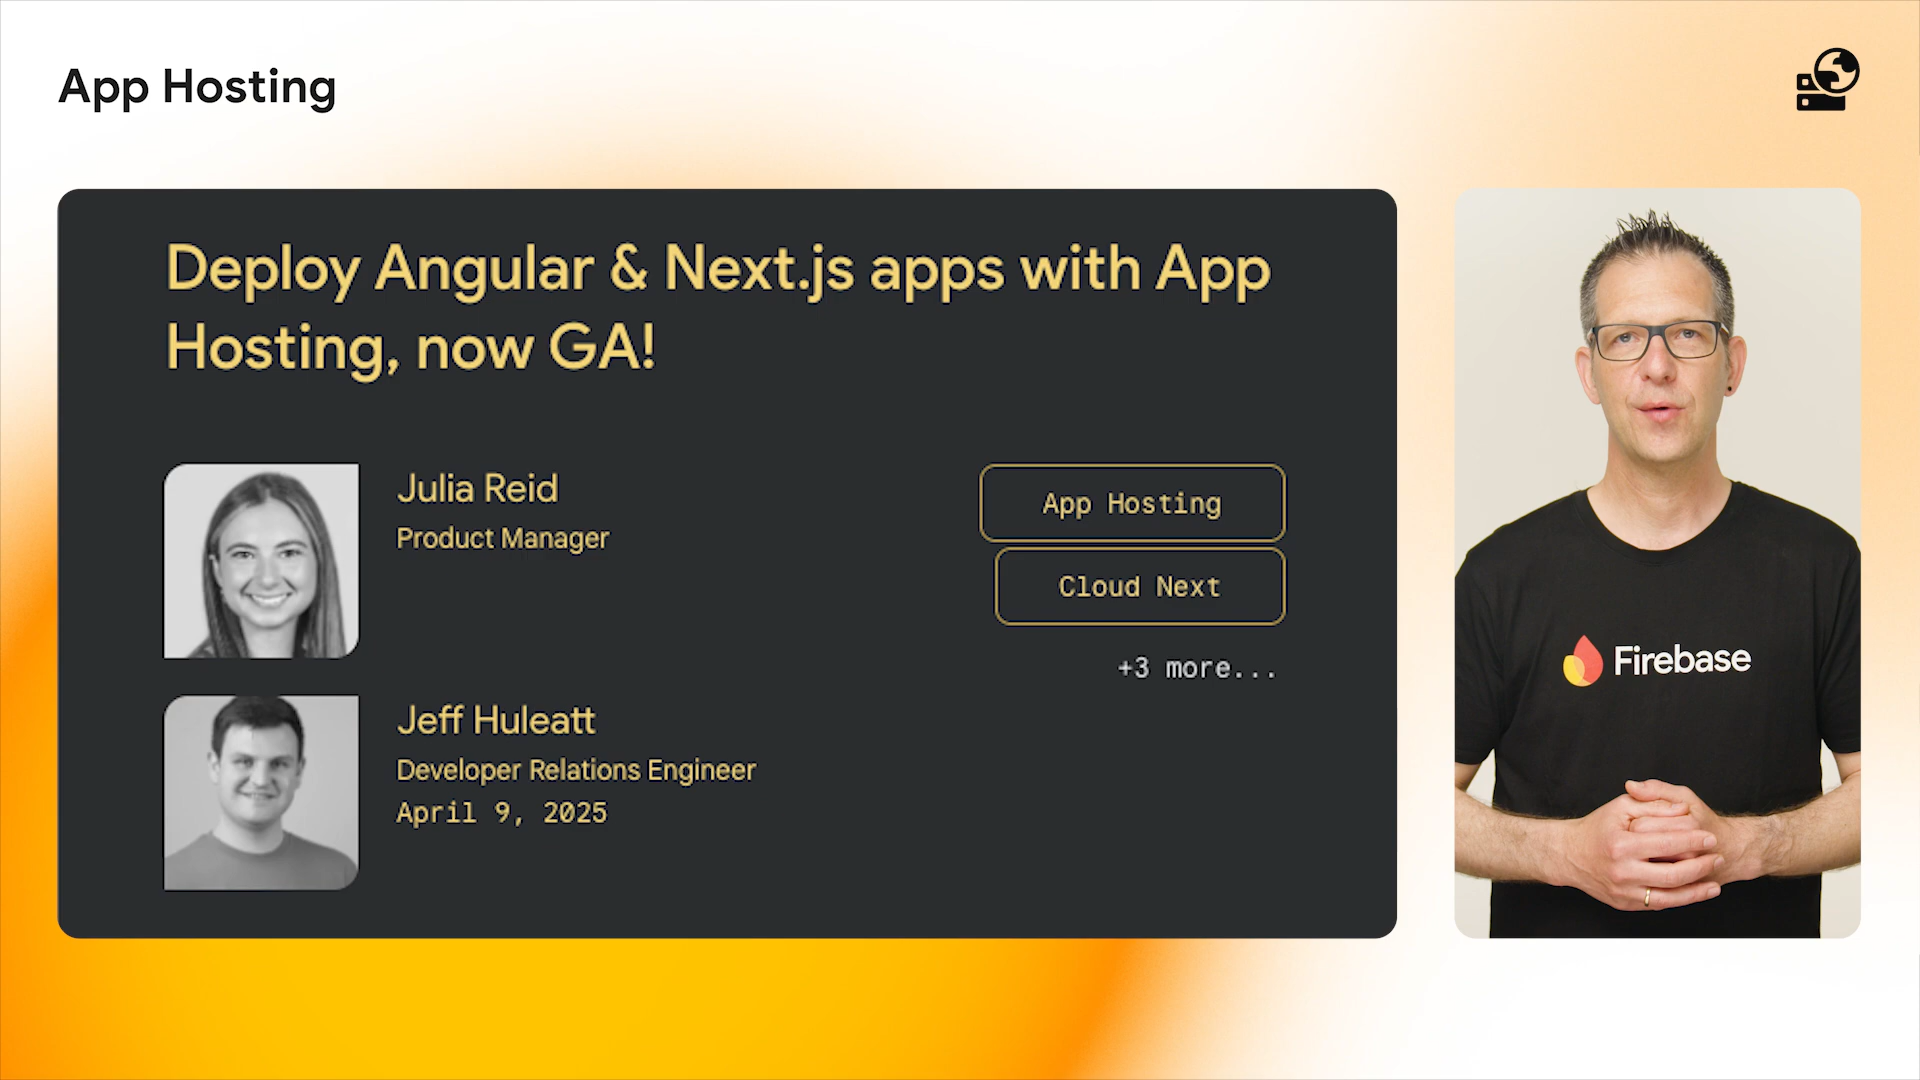 App Hosting
Deploy Angular & Next.js apps with App
Hosting, now GA!
Julia Reid
Product Manager
App Hosting
Cloud Next
+3 more...
Jeff Huleatt
Developer Relations Engineer
April 9, 2025
Firebase